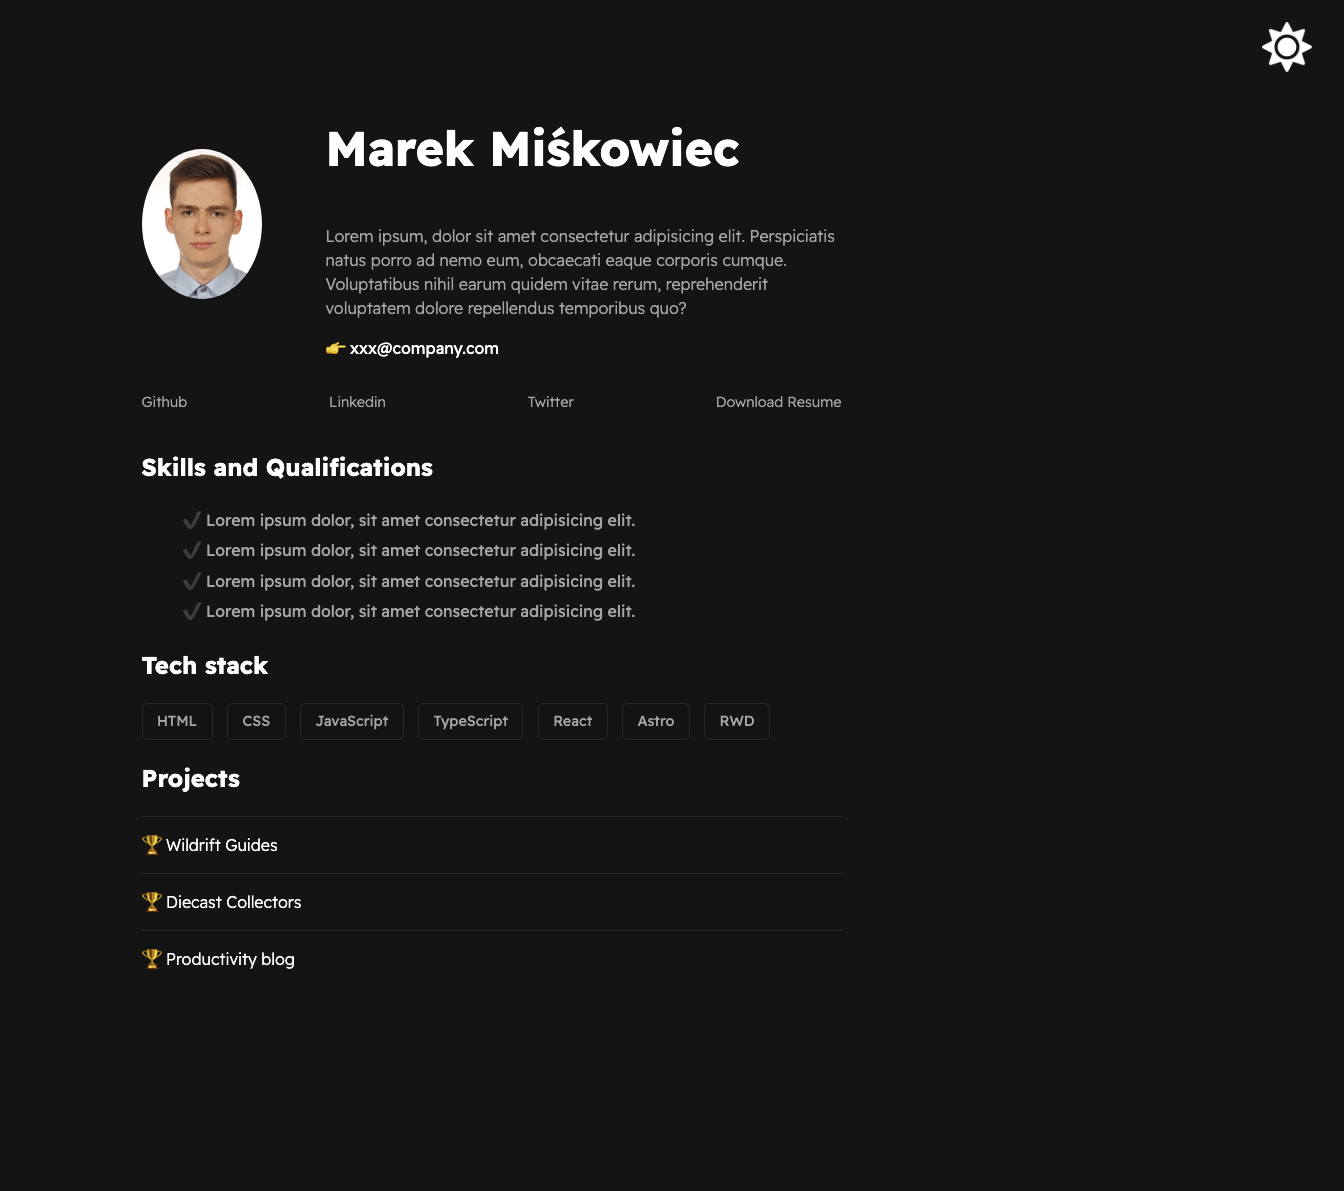 Marek Miśkowiec
Lorem ipsum, dolor sit amet consectetur adipisicing elit. Perspiciatis
natus porro ad nemo eum, obcaecati eaque corporis cumque.
Voluptatibus nihil earum quidem vitae rerum, reprehenderit
voluptatem dolore repellendus temporibus quo?
👉 xxx@company.com
Github Linkedin Twitter Download Resume
Skills and Qualifications
✔ Lorem ipsum dolor, sit amet consectetur adipisicing elit.
✔ Lorem ipsum dolor, sit amet consectetur adipisicing elit.
✔ Lorem ipsum dolor, sit amet consectetur adipisicing elit.
✔ Lorem ipsum dolor, sit amet consectetur adipisicing elit.
Tech stack
HTML CSS JavaScript TypeScript React Astro RWD
Projects
🏆 Wildrift Guides
🏆 Diecast Collectors
🏆 Productivity blog